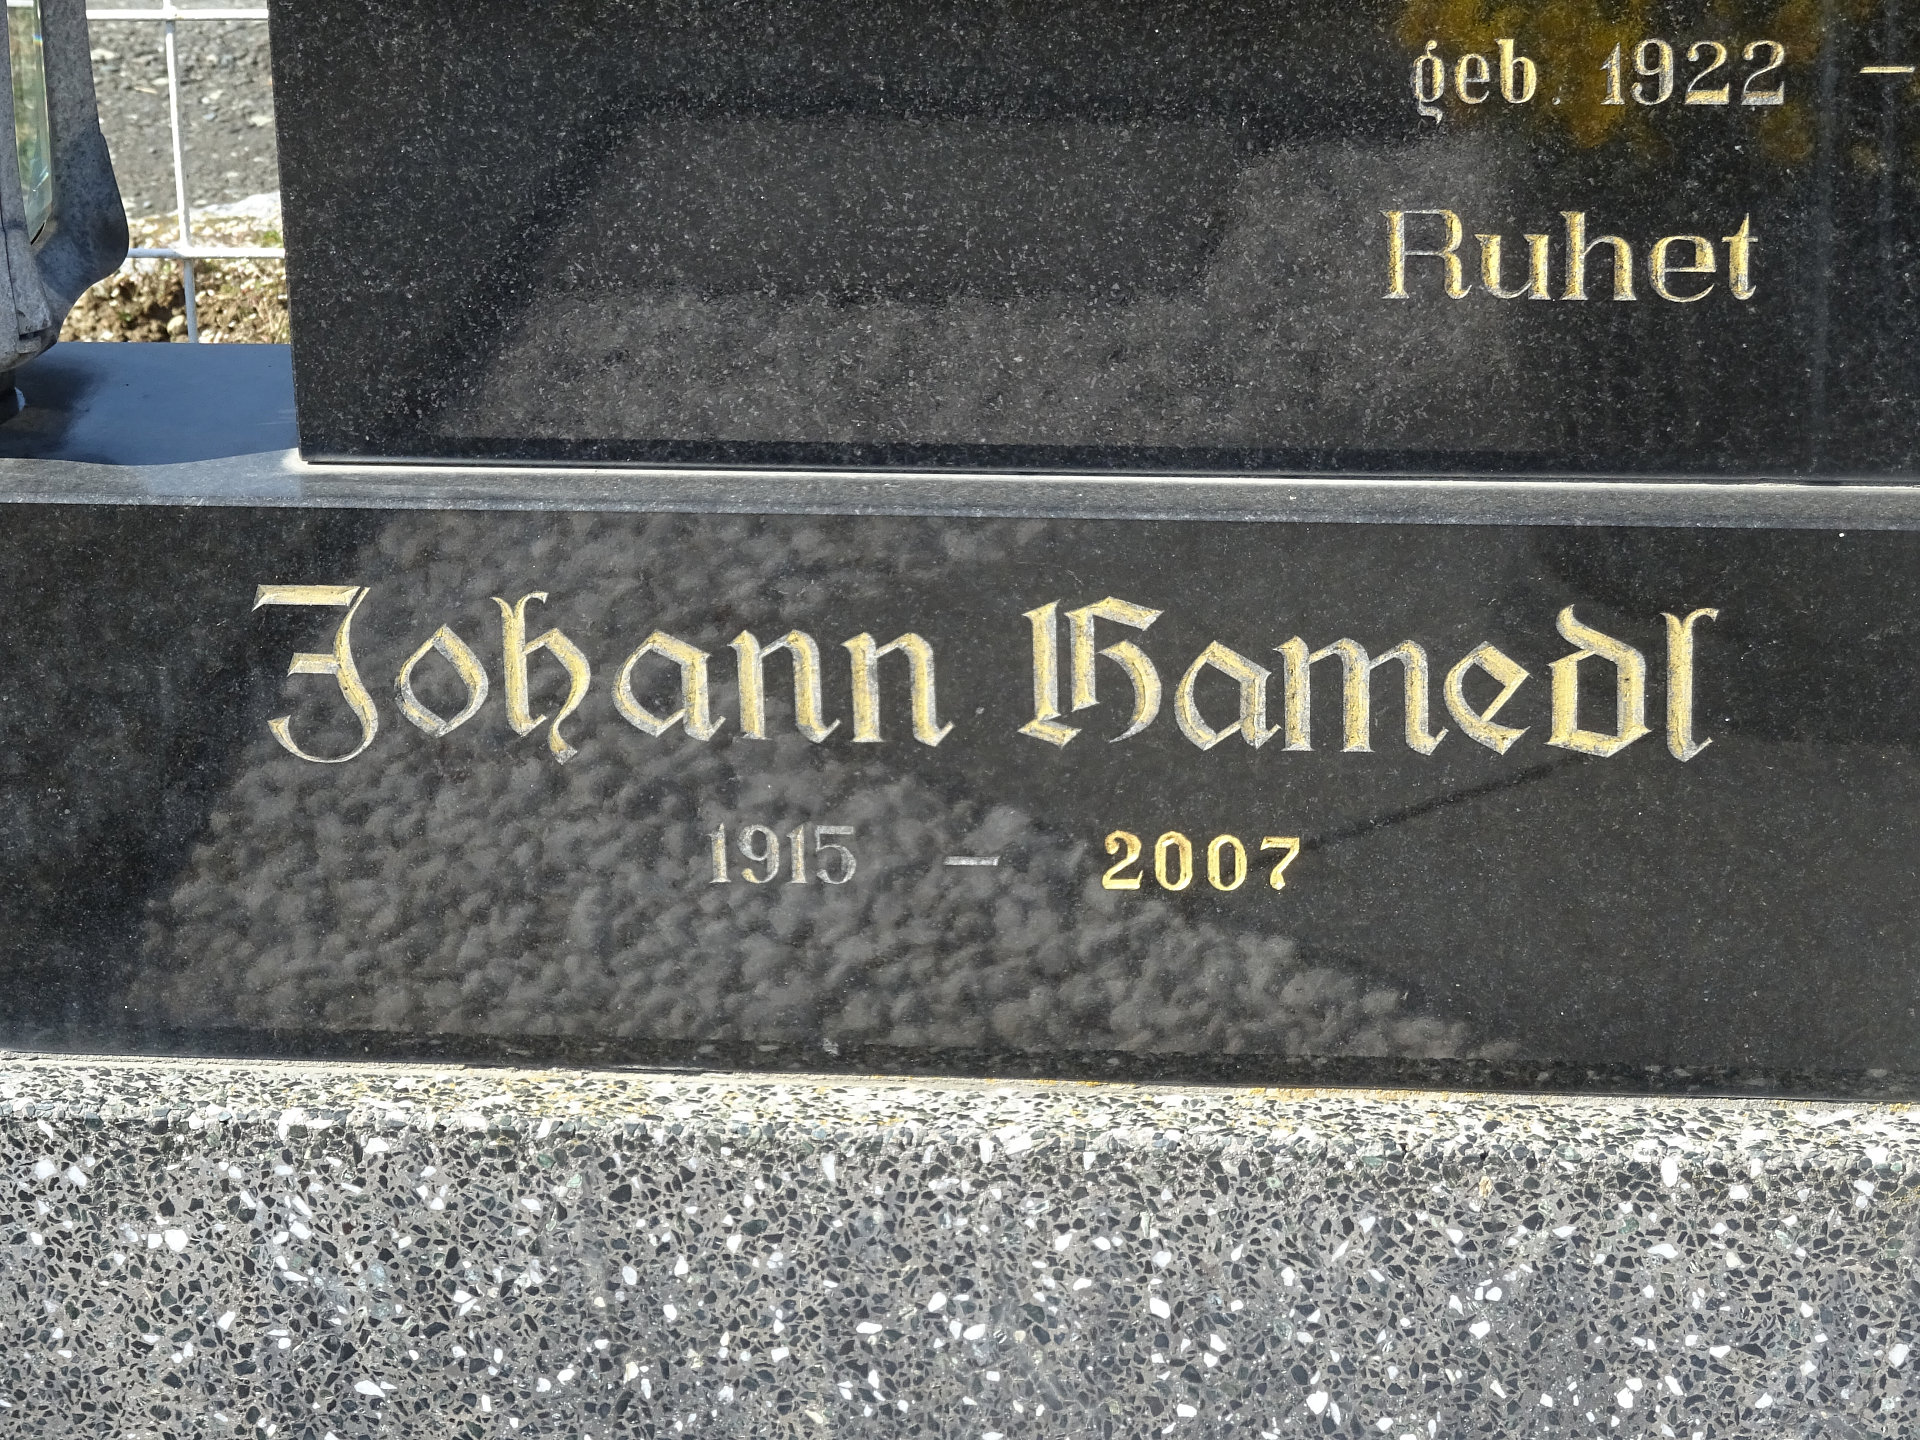 geb. 1922 –
Ruhet
Johann Hamedl
1915 – 2007